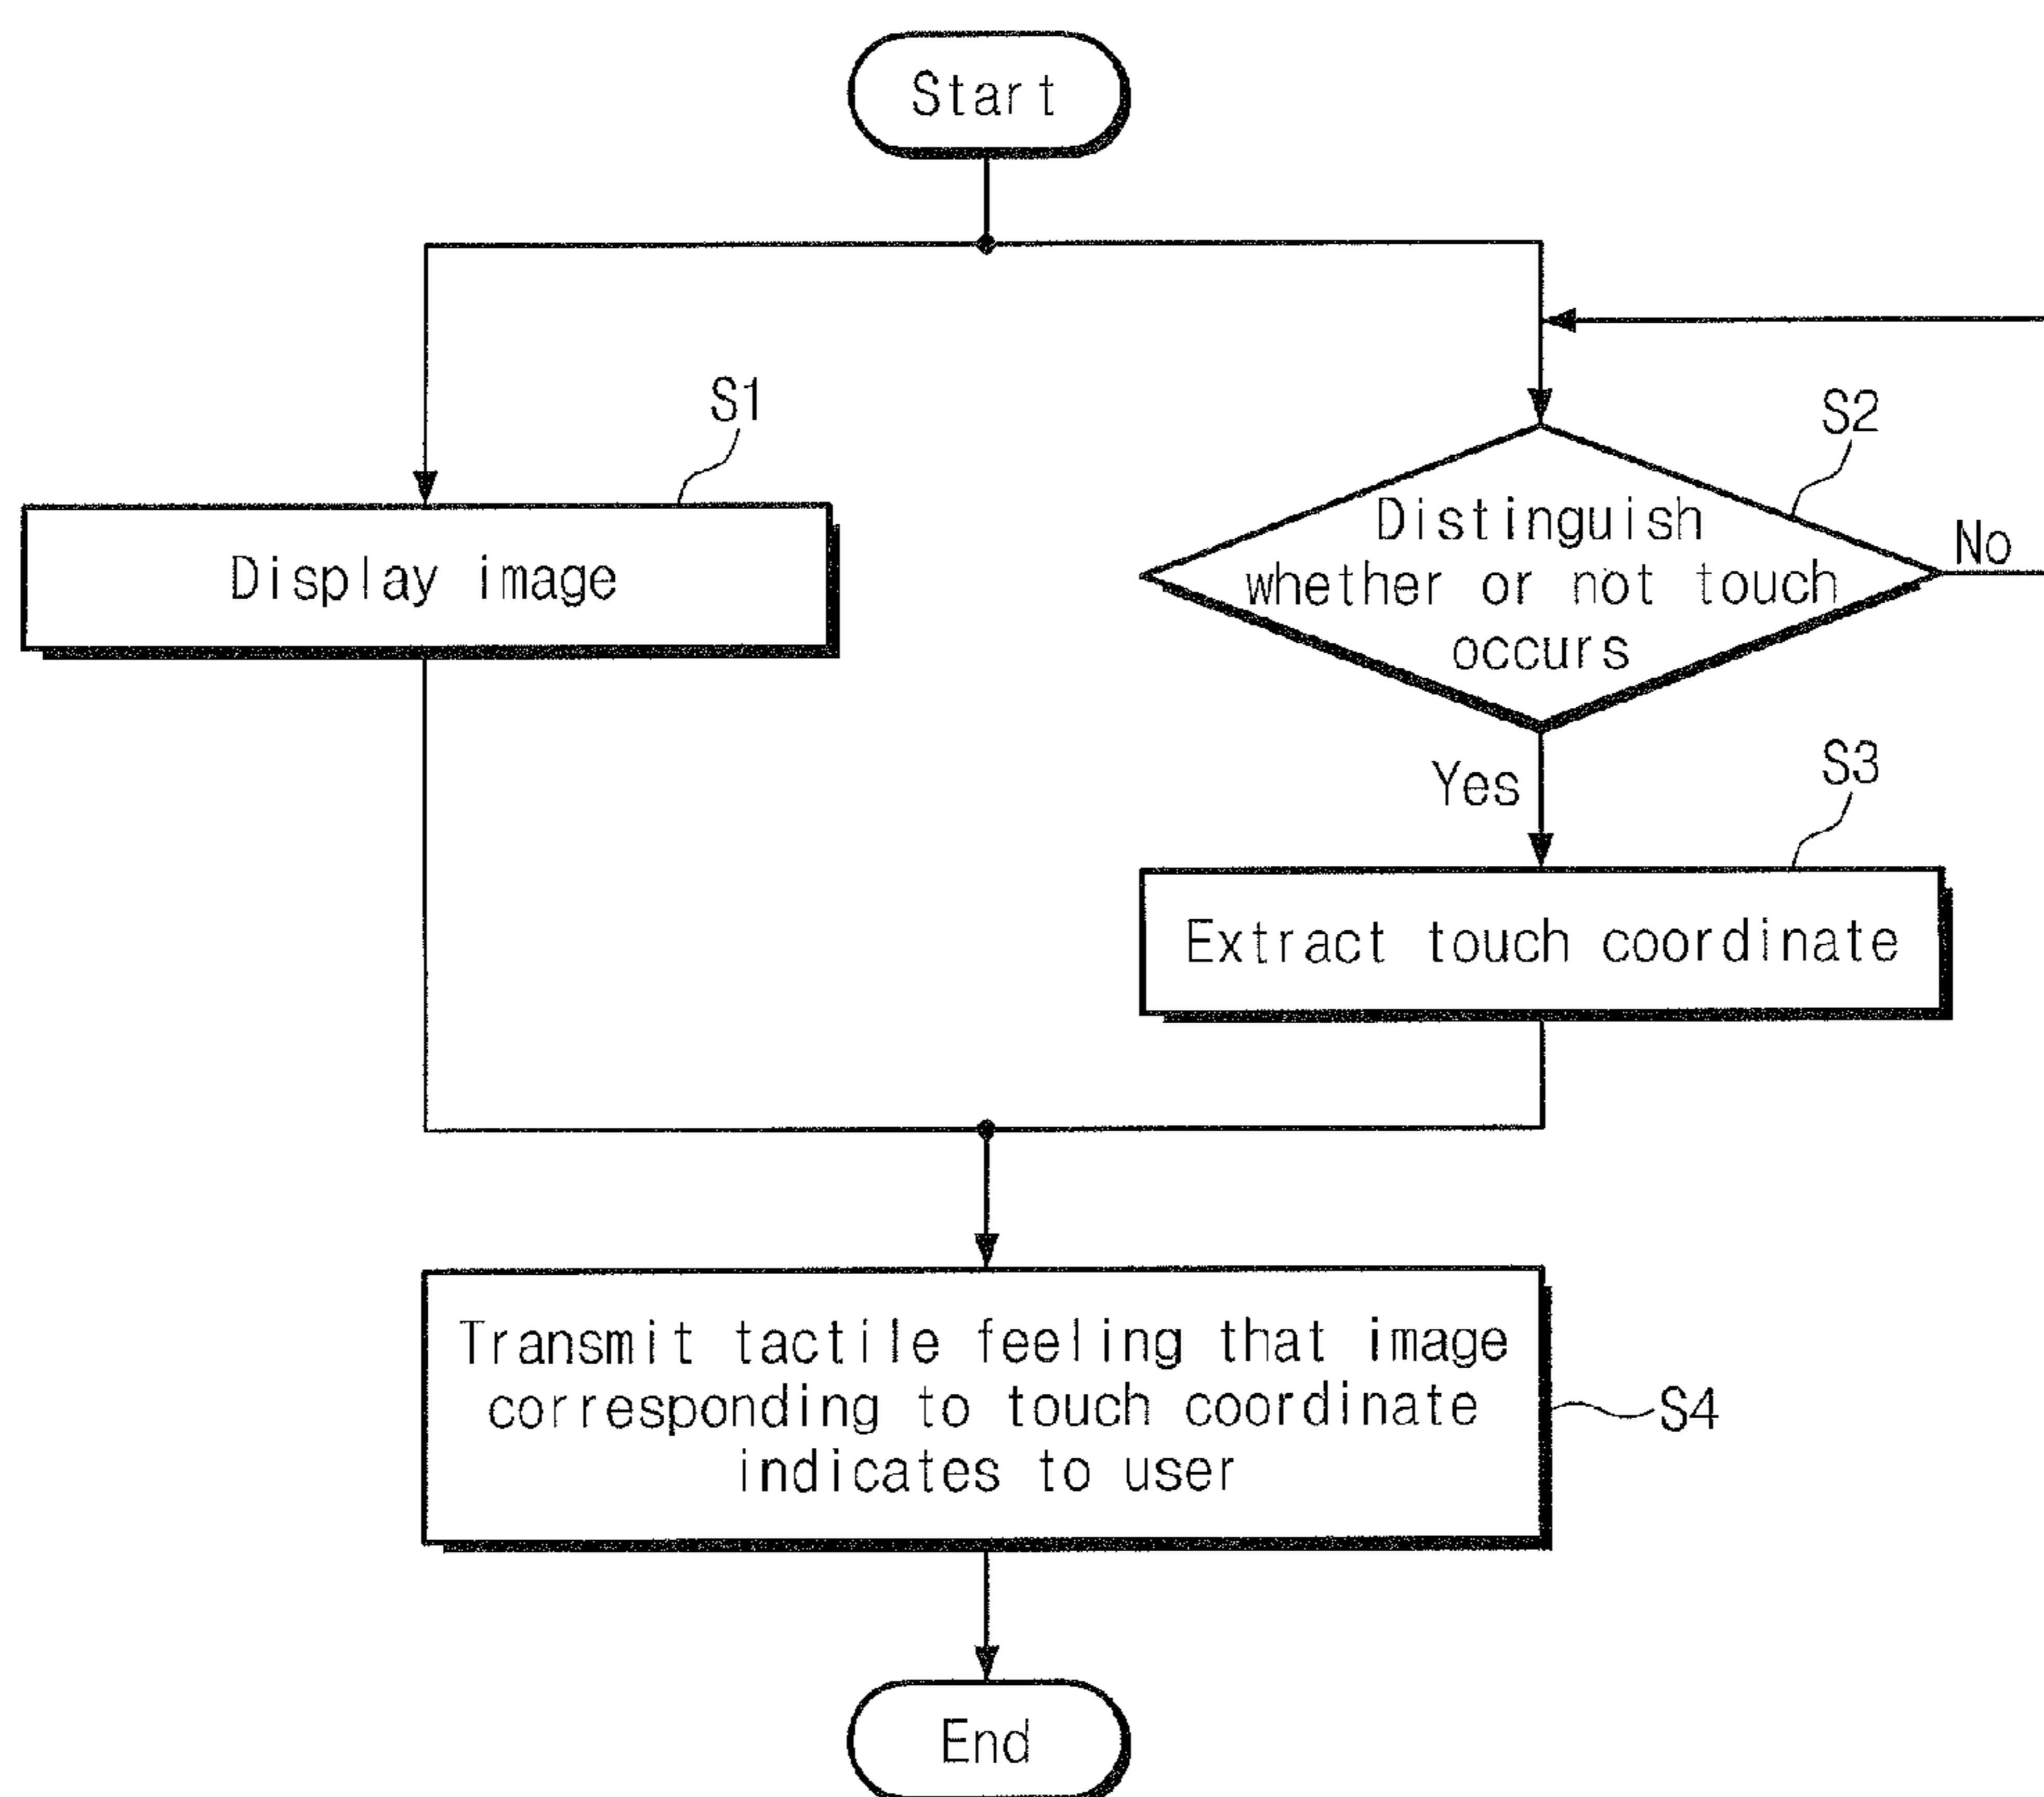 Start
S1
Display image
S2
Distinguish
whether or not touch
occurs
No
Yes
S3
Extract touch coordinate
Transmit tactile feeling that image
corresponding to touch coordinate
indicates to user
S4
End